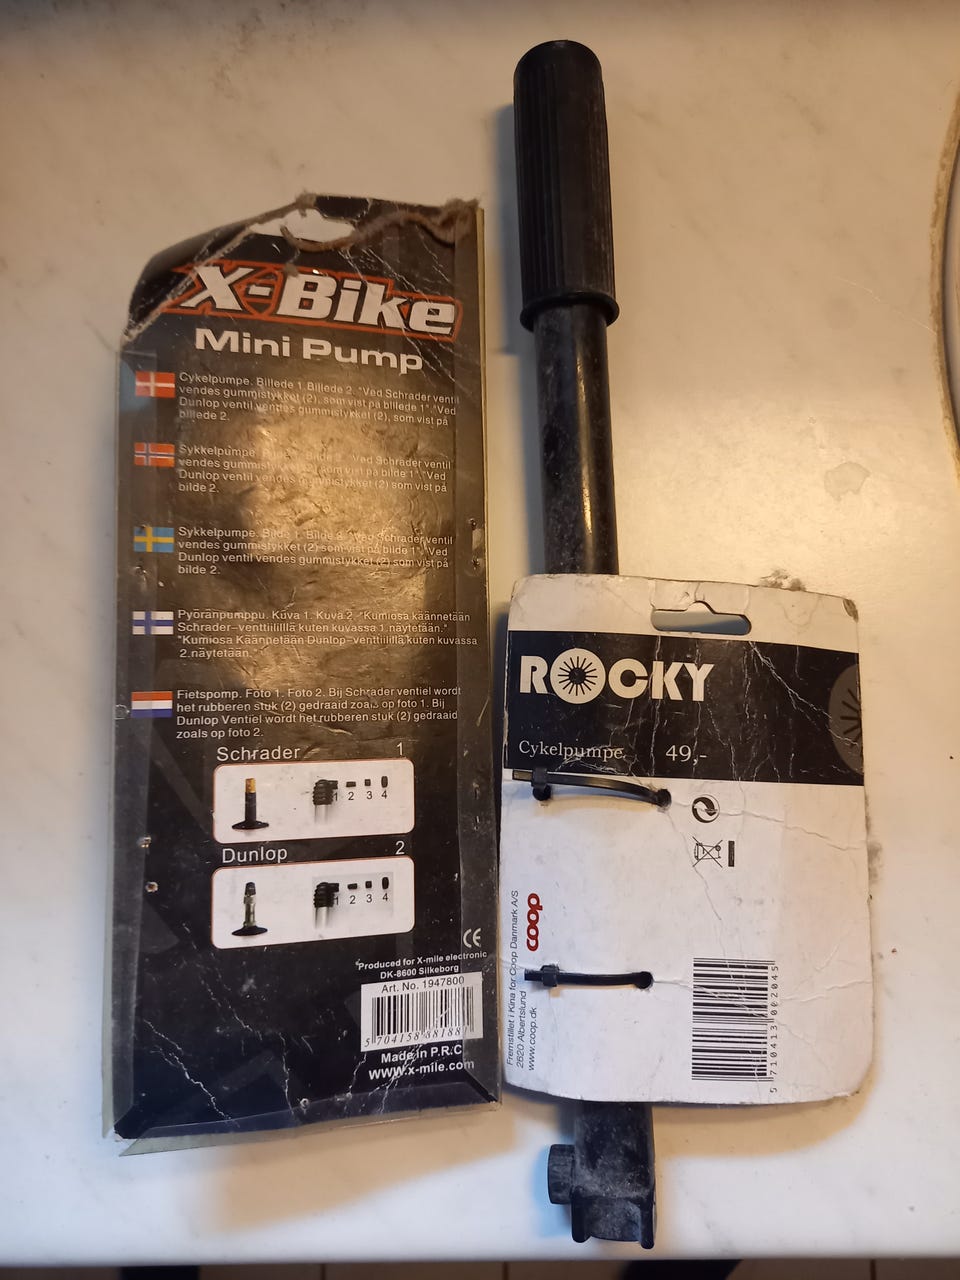 X-Bike
Mini Pump
Cykelpumpe. Billede 1. Billede 2. "Ved Schrader ventil
vendes gummistykket (2), som vist på billede 1". "Ved
Dunlop ventil vendes gummistykket (2), som vist på
billede 2.
Sykkelpumpe. Ved Schrader ventil
vendes gummistykket (2) som vist på bilde 1". "Ved
Dunlop ventil vendes gummistykket (2) som vist på
bilde 2.
Sykkelpumpe. Bilde 1. Bilde 2. "Ved Schrader ventil
vendes gummistykket (2) som vist på bilde 1". "Ved
Dunlop ventil vendes gummistykket (2) som vist på
bilde 2.
Pyöränpumppu. Kuva 1. Kuva 2. "Kumiosa käännetään
Schrader-venttiilillä kuten kuvassa 1.näytetään."
"Kumiosa Käännetään Dunlop-venttiilillä kuten kuvassa
2.näytetään."
Fietspomp. Foto 1. Foto 2. Bij Schrader ventiel wordt
het rubberen stuk (2) gedraaid zoals op foto 1. Bij
Dunlop Ventiel wordt het rubberen stuk (2) gedraaid
zoals op foto 2.
Schrader 1
1 2 3 4
Dunlop 2
1 2 3 4
CE
Produced for X-mile electronic
DK-8600 Silkeborg
Art. No. 1947800
5 704158 88188
Made in P.R.C
www.x-mile.com
ROCKY
Cykelpumpe 49,-
coop
Fremstillet i Kina for Coop Danmark A/S
2620 Albertslund
www.coop.dk
5 710413 002045